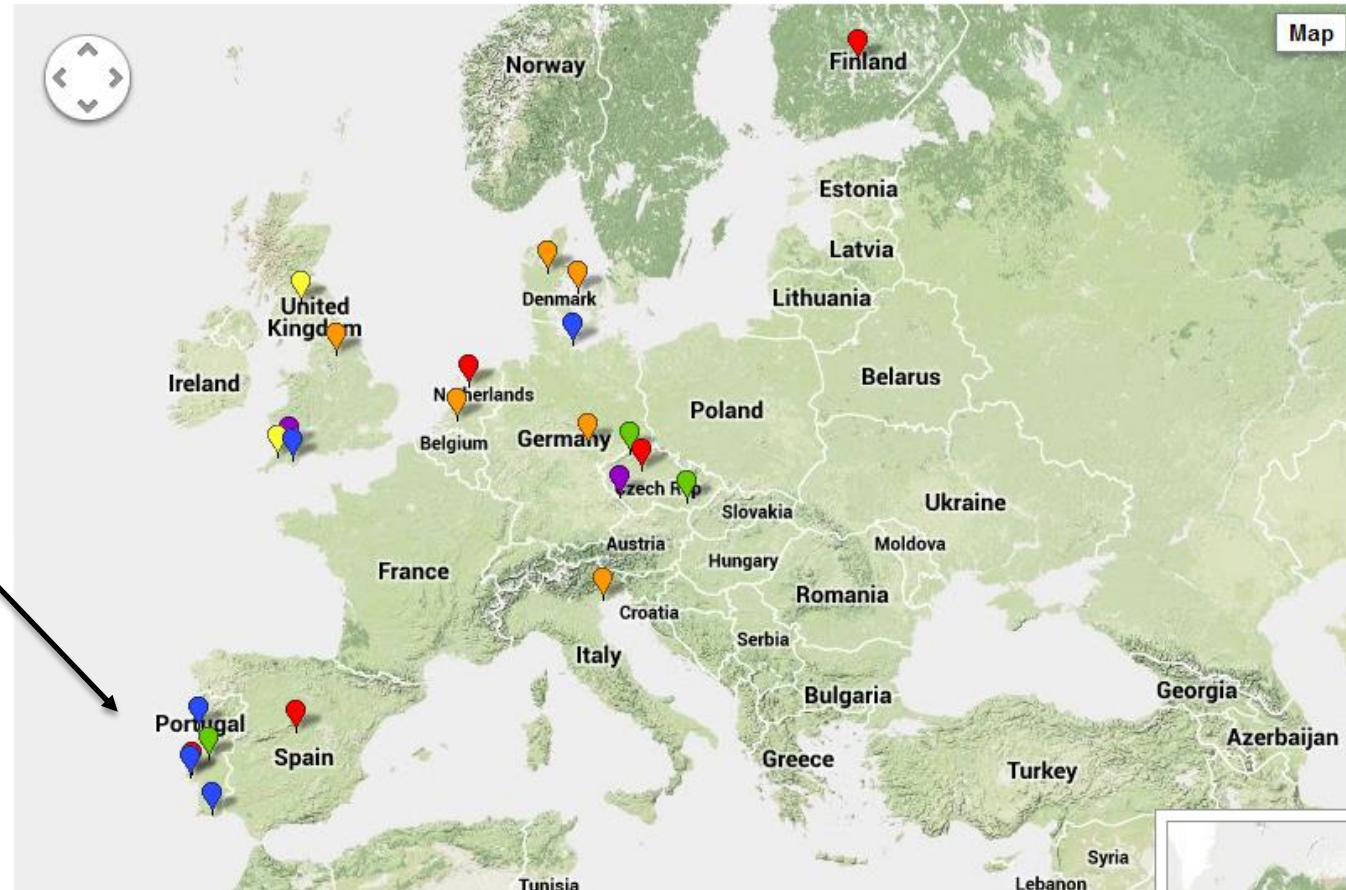 Map
Norway
Finland
Estonia
Latvia
Lithuania
Denmark
United
Kingdom
Ireland
Netherlands
Belarus
Poland
Belgium
Germany
Czech Rep
Ukraine
Slovakia
Austria
Moldova
Hungary
France
Romania
Croatia
Serbia
Italy
Bulgaria
Georgia
Portugal
Azerbaijan
Spain
Greece
Turkey
Syria
Tunisia
Lebanon